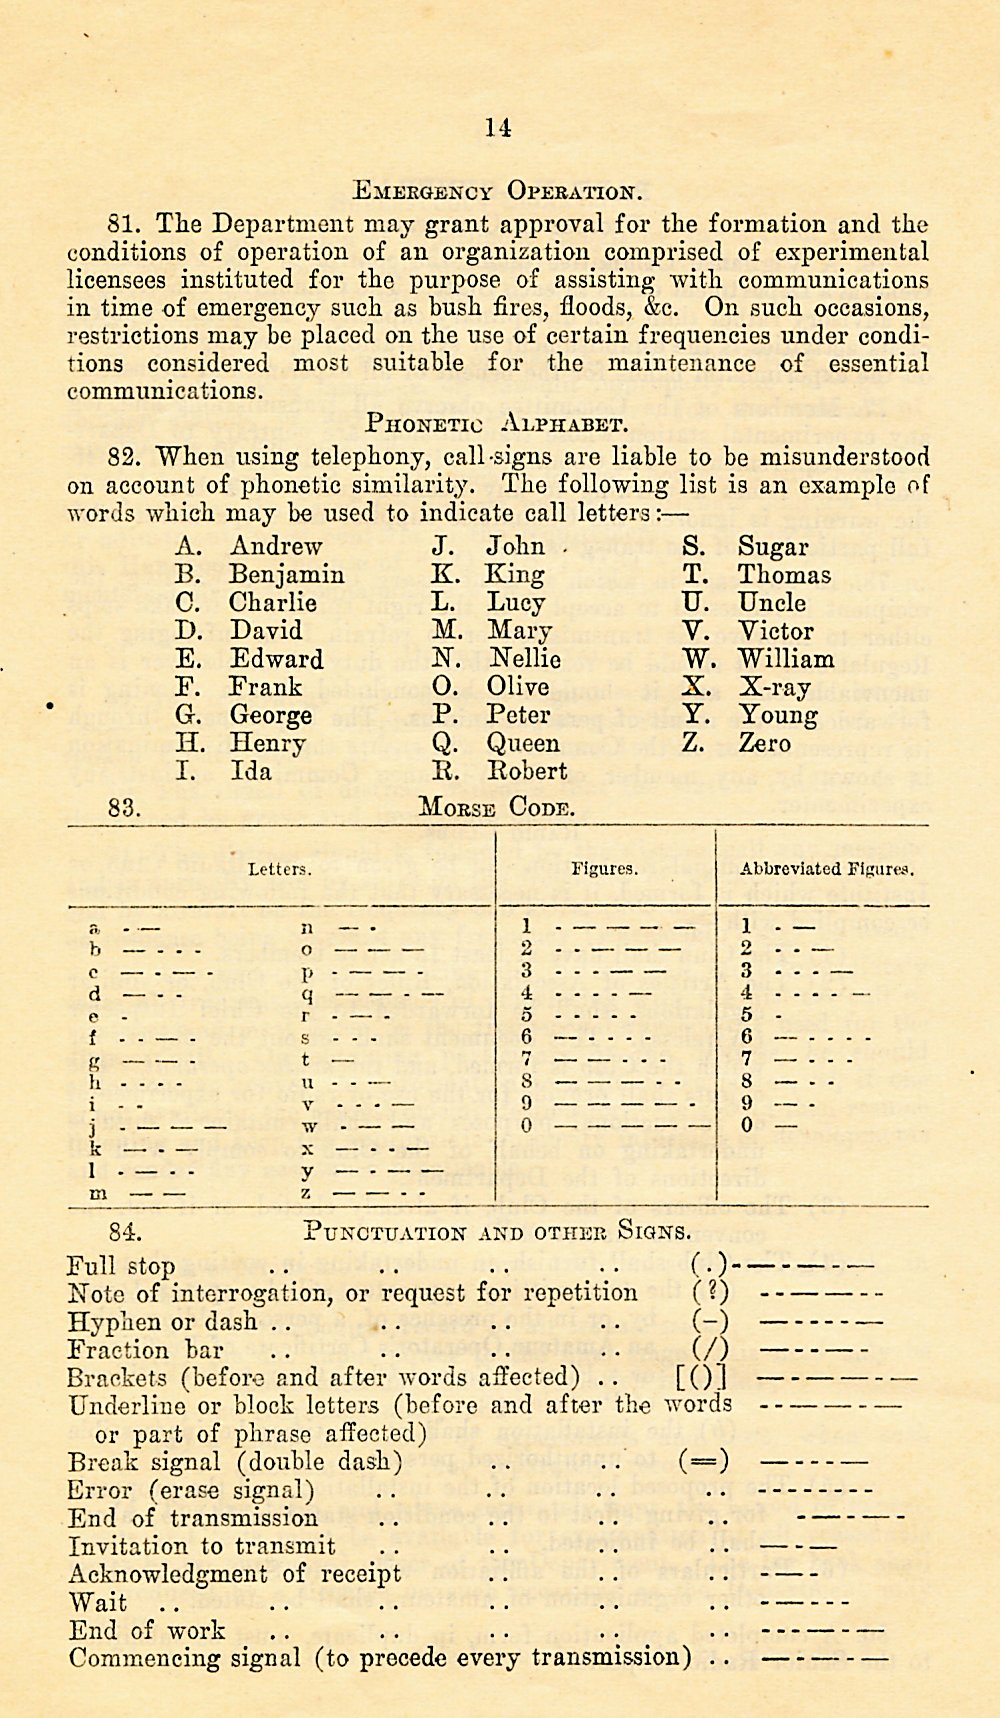 14
EMERGENCY OPERATION.
81. The Department may grant approval for the formation and the
conditions of operation of an organization comprised of experimental
licensees instituted for the purpose of assisting with communications
in time of emergency such as bush fires, floods, &c. On such occasions,
restrictions may be placed on the use of certain frequencies under condi-
tions considered most suitable for the maintenance of essential
communications.
PHONETIC ALPHABET.
82. When using telephony, call-signs are liable to be misunderstood
on account of phonetic similarity. The following list is an example of
words which may be used to indicate call letters:—
A. Andrew J. John S. Sugar
B. Benjamin K. King T. Thomas
C. Charlie L. Lucy U. Uncle
D. David M. Mary V. Victor
E. Edward N. Nellie W. William
F. Frank O. Olive X. X-ray
G. George P. Peter Y. Young
H. Henry Q. Queen Z. Zero
I. Ida R. Robert
83. MORSE CODE.
Letters. Figures. Abbreviated Figures.
a · — n — · 1 · — — — — 1 · —
b — · · · o — — — 2 · · — — — 2 · · —
c — · — · p · — — · 3 · · · — — 3 · · · —
d — · · q — — · — 4 · · · · — 4 · · · · —
e · r · — · 5 · · · · · 5 ·
f · · — · s · · · 6 — · · · · 6 — · · · ·
g — — · t — 7 — — · · · 7 — · · ·
h · · · · u · · — 8 — — — · · 8 — · ·
i · · v · · · — 9 — — — — · 9 — ·
j · — — — w · — — 0 — — — — — 0 —
k — · — x — · · —
l · — · · y — · — —
m — — z — — · ·
84. PUNCTUATION AND OTHER SIGNS.
Full stop .. .. .. .. (.) · — · — · —
Note of interrogation, or request for repetition (?) · · — — · ·
Hyphen or dash .. .. .. .. (–) — · · · · —
Fraction bar .. .. .. .. (/) — · · — ·
Brackets (before and after words affected) .. [()] — · — — · —
Underline or block letters (before and after the words · · — — · —
or part of phrase affected)
Break signal (double dash) .. .. (=) — · · · —
Error (erase signal) .. .. .. .. · · · · · · · ·
End of transmission .. .. .. .. · — · — ·
Invitation to transmit .. .. .. .. — · —
Acknowledgment of receipt .. .. .. · — ·
Wait .. .. .. .. .. .. · — · · ·
End of work .. .. .. .. .. · · · — · —
Commencing signal (to precede every transmission) .. — · — · —